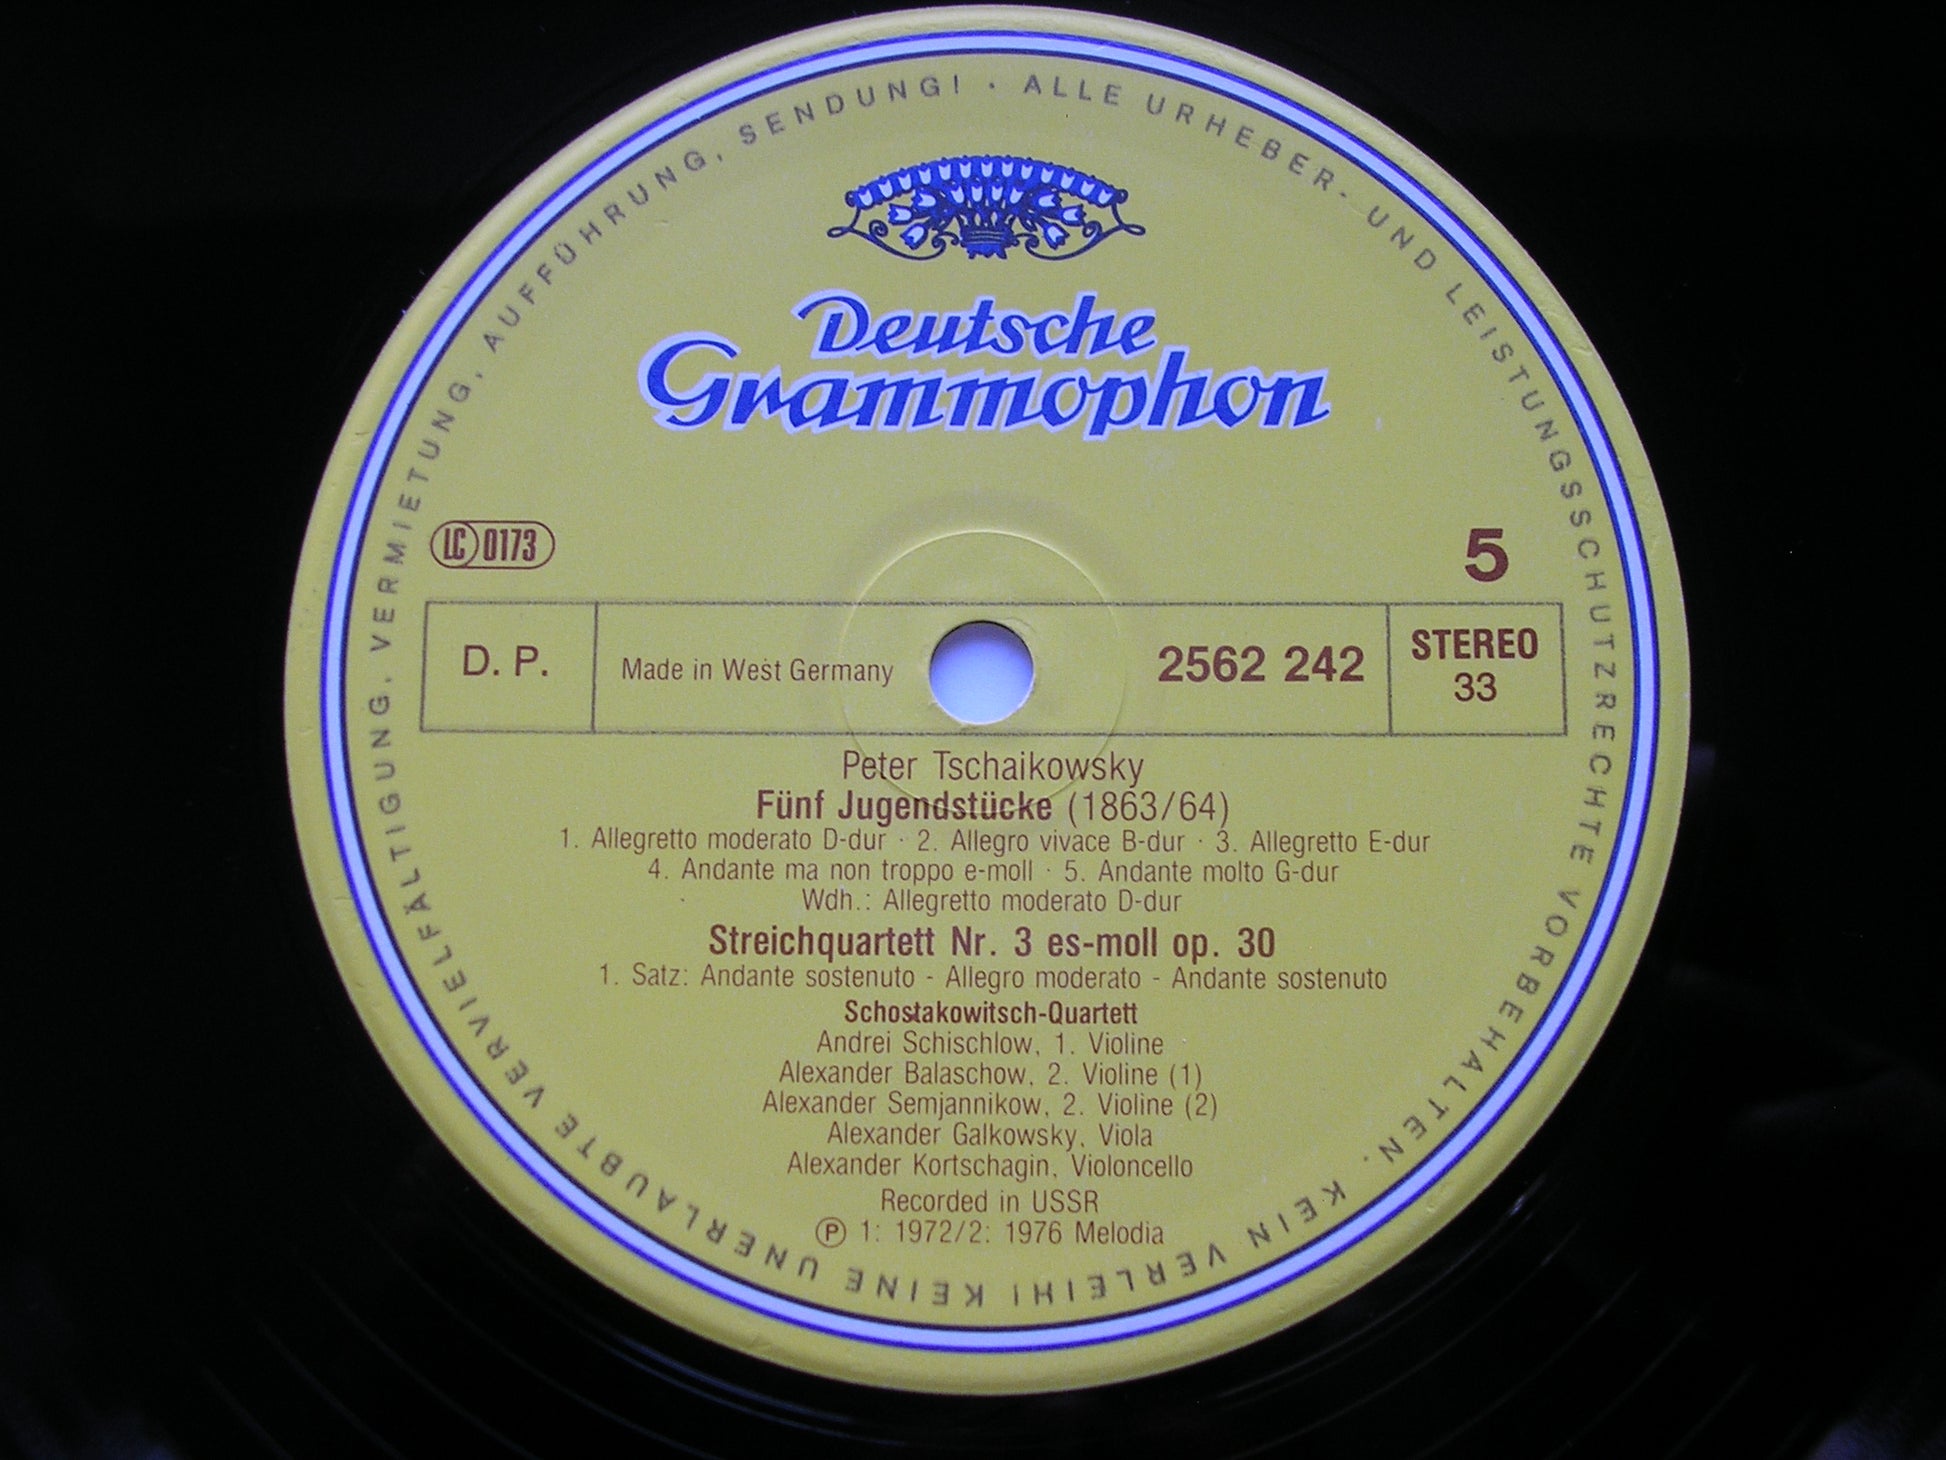 ALLE URHEBER- UND LEISTUNGSSCHUTZRECHTE VORBEHALTEN. KEIN VERLEIH! KEINE UNERLAUBTE VERVIELFÄLTIGUNG, VERMIETUNG, AUFFÜHRUNG, SENDUNG! ·
Deutsche
Grammophon
LC 0173
5
D. P.
Made in West Germany
2562 242
STEREO
33
Peter Tschaikowsky
Fünf Jugendstücke (1863/64)
1. Allegretto moderato D-dur · 2. Allegro vivace B-dur · 3. Allegretto E-dur
4. Andante ma non troppo e-moll · 5. Andante molto G-dur
Wdh.: Allegretto moderato D-dur
Streichquartett Nr. 3 es-moll op. 30
1. Satz: Andante sostenuto - Allegro moderato - Andante sostenuto
Schostakowitsch-Quartett
Andrei Schischlow, 1. Violine
Alexander Balaschow, 2. Violine (1)
Alexander Semjannikow, 2. Violine (2)
Alexander Galkowsky, Viola
Alexander Kortschagin, Violoncello
Recorded in USSR
Ⓟ 1: 1972/2: 1976 Melodia